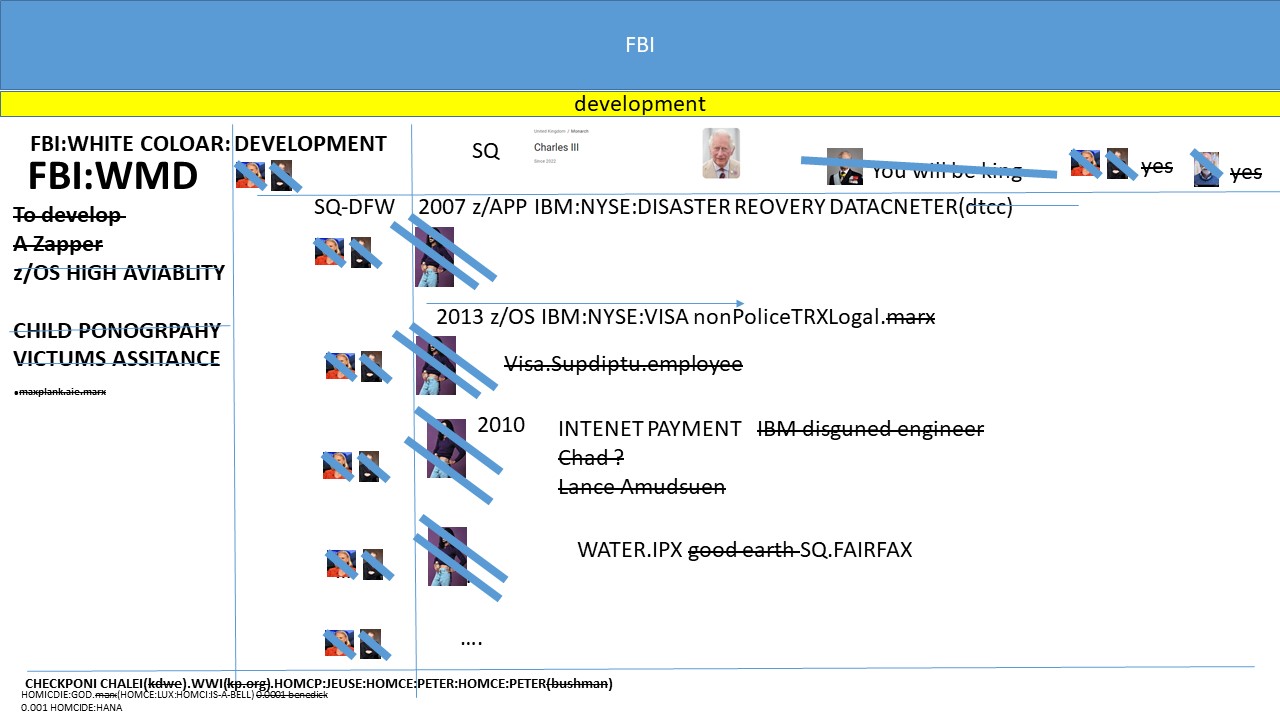 FBI
development
FBI:WHITE COLOAR:DEVELOPMENT
FBI:WMD
SQ
United Kingdom / Monarch
Charles III
Since 2022
You will be king
yes
yes
To develop
A Zapper
z/OS HIGH AVIABLITY
CHILD PONOGRPAHY
VICTUMS ASSITANCE
.maxplank.aie.marx
SQ-DFW
2007 z/APP IBM:NYSE:DISASTER REOVERY DATACNETER(dtcc)
2013 z/OS IBM:NYSE:VISA nonPoliceTRXLogal.marx
Visa.Supdiptu.employee
2010
INTENET PAYMENT IBM disguned engineer
Chad ?
Lance Amudsuen
WATER.IPX good earth SQ.FAIRFAX
....
CHECKPONI CHALEI(kdwe).WWI(kp.org).HOMCP:JEUSE:HOMCE:PETER:HOMCE:PETER(bushman)
HOMICDIE:GOD.marx(HOMCE:LUX:HOMCI:IS-A-BELL) 0.0001 benedick
0.001 HOMCIDE:HANA